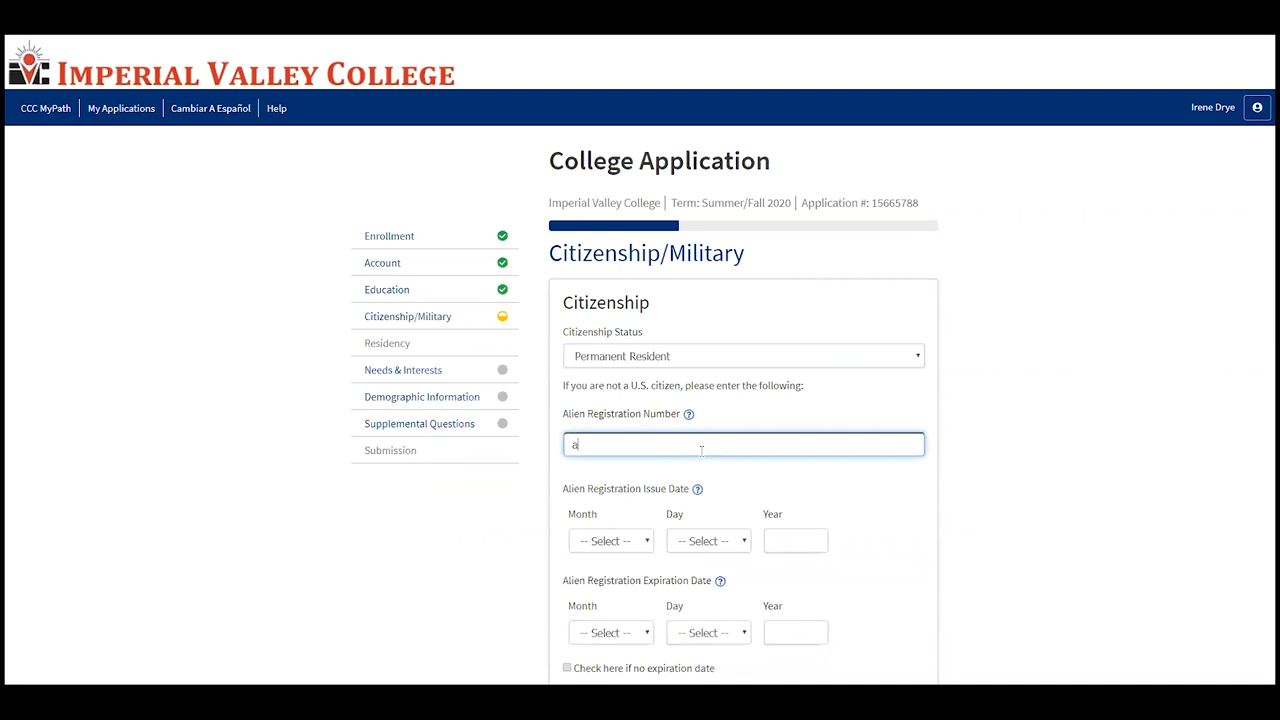 IMPERIAL VALLEY COLLEGE
CCC MyPath My Applications Cambiar A Español Help Irene Drye
College Application
Imperial Valley College Term: Summer/Fall 2020 Application #: 15665788
Enrollment
Account
Education
Citizenship/Military
Residency
Needs & Interests
Demographic Information
Supplemental Questions
Submission
Citizenship/Military
Citizenship
Citizenship Status
Permanent Resident
If you are not a U.S. citizen, please enter the following:
Alien Registration Number ?
a
Alien Registration Issue Date ?
Month Day Year
-- Select -- -- Select --
Alien Registration Expiration Date ?
Month Day Year
-- Select -- -- Select --
Check here if no expiration date